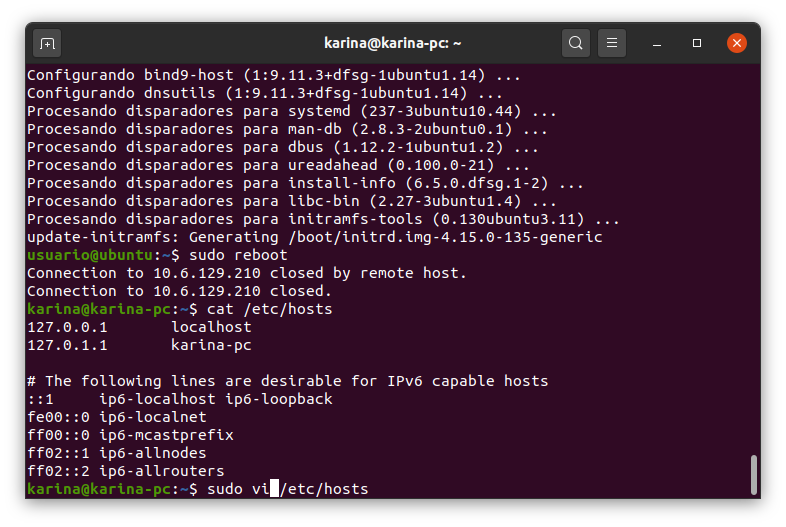 karina@karina-pc: ~
Configurando bind9-host (1:9.11.3+dfsg-1ubuntu1.14) ...
Configurando dnsutils (1:9.11.3+dfsg-1ubuntu1.14) ...
Procesando disparadores para systemd (237-3ubuntu10.44) ...
Procesando disparadores para man-db (2.8.3-2ubuntu0.1) ...
Procesando disparadores para dbus (1.12.2-1ubuntu1.2) ...
Procesando disparadores para ureadahead (0.100.0-21) ...
Procesando disparadores para install-info (6.5.0.dfsg.1-2) ...
Procesando disparadores para libc-bin (2.27-3ubuntu1.4) ...
Procesando disparadores para initramfs-tools (0.130ubuntu3.11) ...
update-initramfs: Generating /boot/initrd.img-4.15.0-135-generic
usuario@ubuntu:~$ sudo reboot
Connection to 10.6.129.210 closed by remote host.
Connection to 10.6.129.210 closed.
karina@karina-pc:~$ cat /etc/hosts
127.0.0.1       localhost
127.0.1.1       karina-pc

# The following lines are desirable for IPv6 capable hosts
::1     ip6-localhost ip6-loopback
fe00::0 ip6-localnet
ff00::0 ip6-mcastprefix
ff02::1 ip6-allnodes
ff02::2 ip6-allrouters
karina@karina-pc:~$ sudo vi /etc/hosts